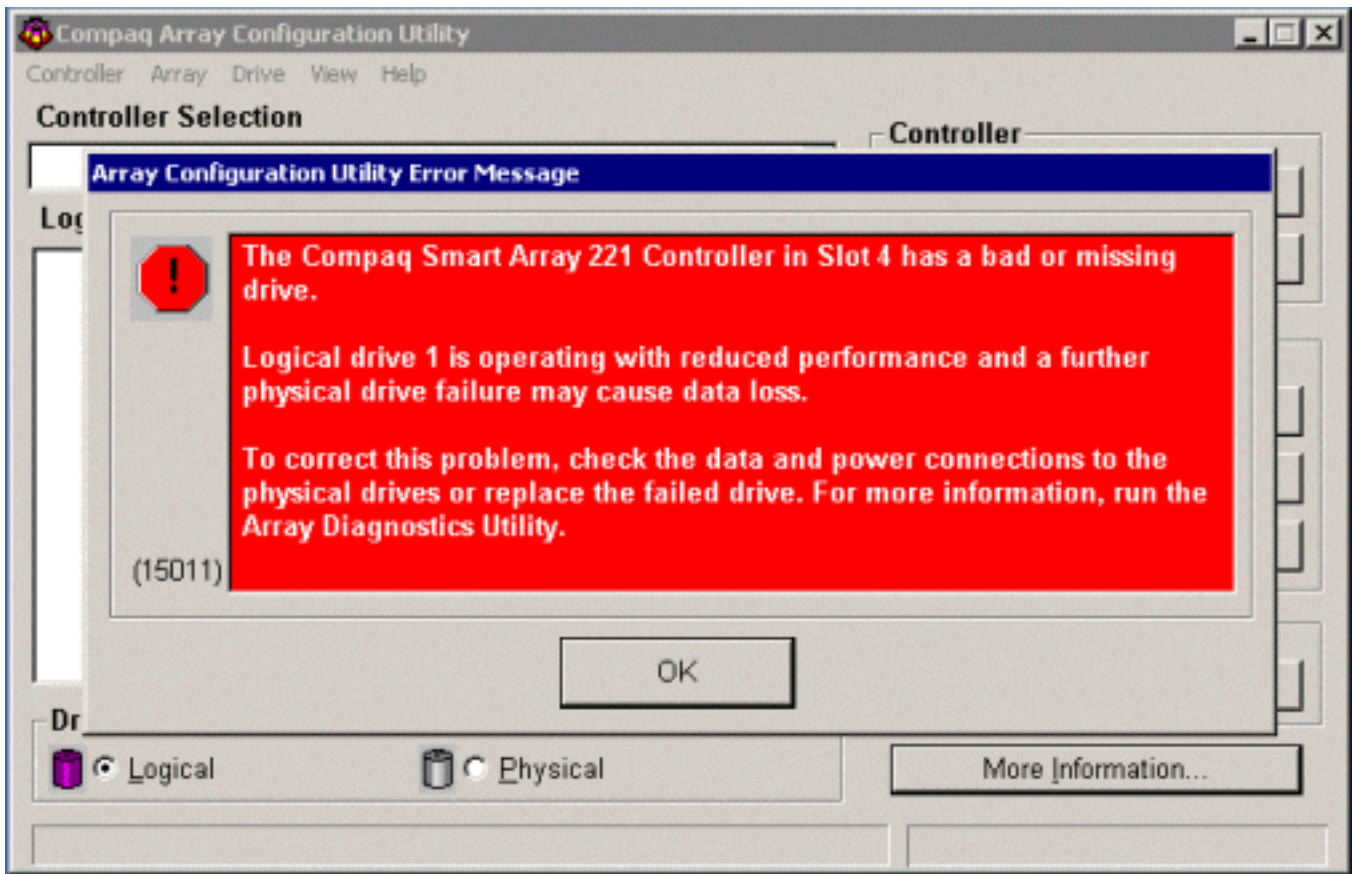 Compaq Array Configuration Utility
Controller Array Drive View Help
Controller Selection
Controller
Array Configuration Utility Error Message
The Compaq Smart Array 221 Controller in Slot 4 has a bad or missing
drive.
Logical drive 1 is operating with reduced performance and a further
physical drive failure may cause data loss.
To correct this problem, check the data and power connections to the
physical drives or replace the failed drive. For more information, run the
Array Diagnostics Utility.
(15011)
OK
Logical
Physical
More Information...